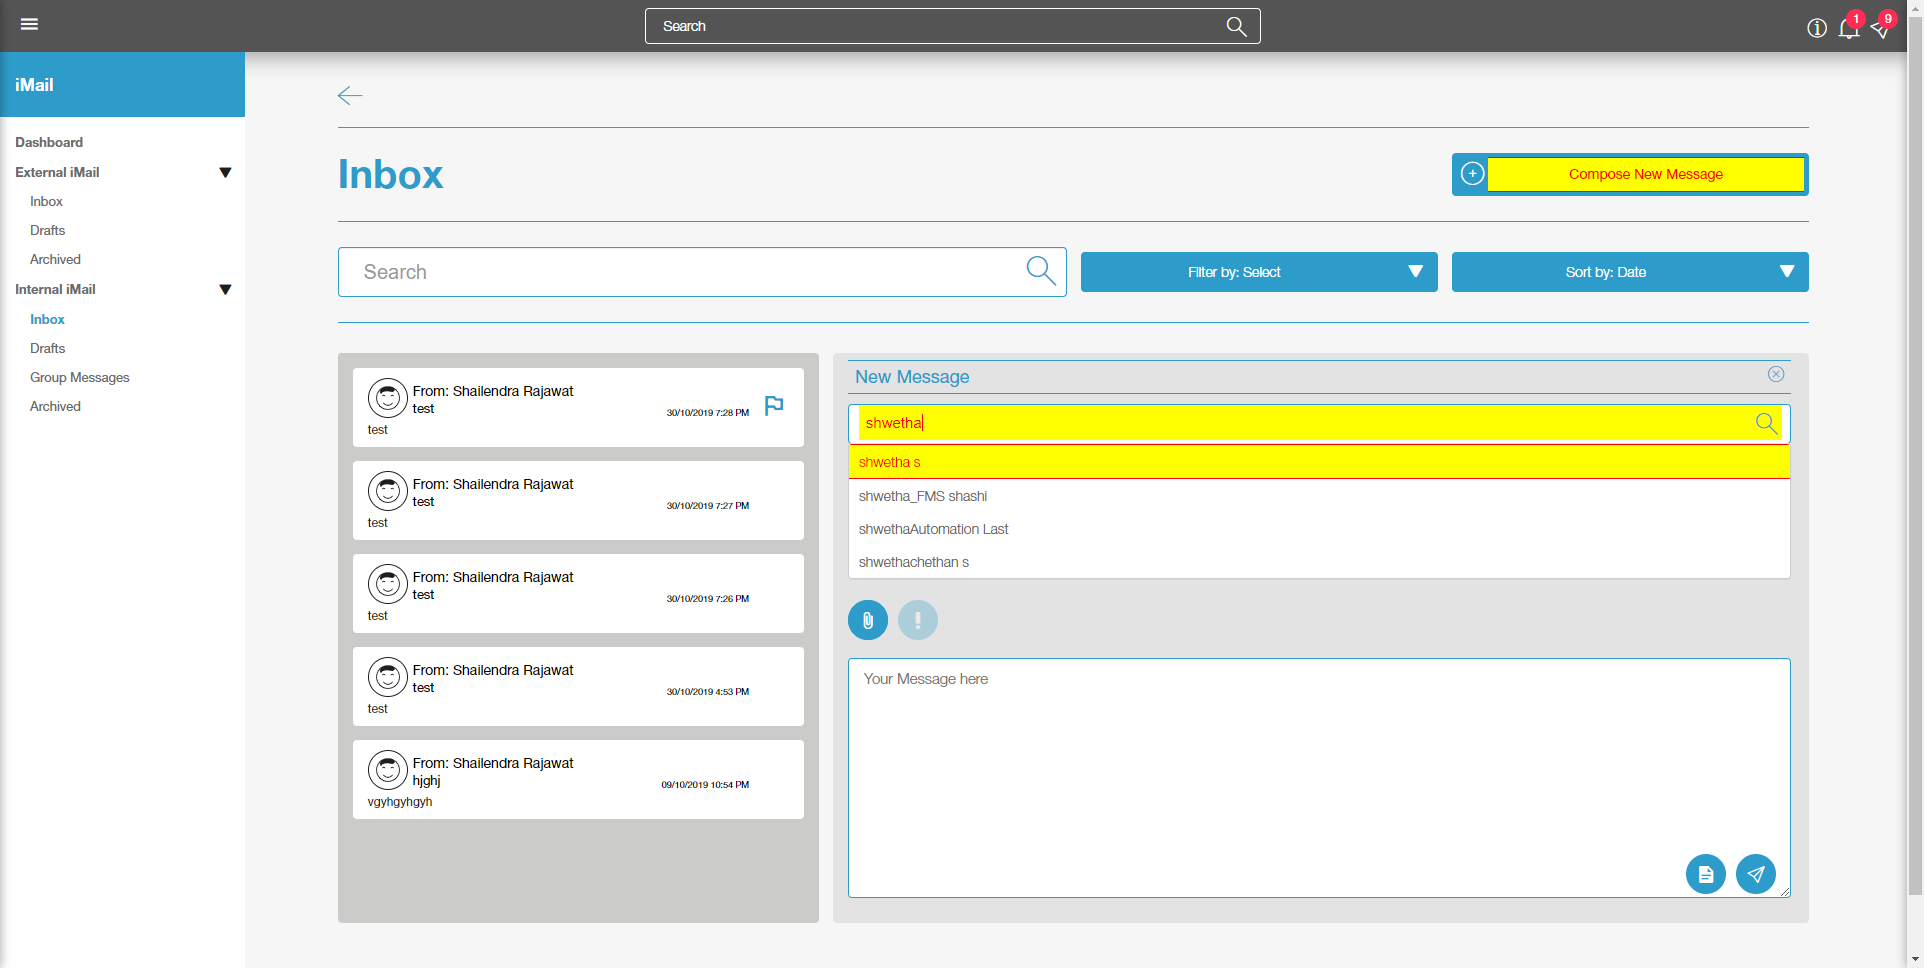 Search
1
9
iMail
Dashboard
External iMail
Inbox
Drafts
Archived
Internal iMail
Inbox
Drafts
Group Messages
Archived
Inbox
Compose New Message
Search
Filter by: Select
Sort by: Date
From: Shailendra Rajawat
test
30/10/2019 7:28 PM
test
From: Shailendra Rajawat
test
30/10/2019 7:27 PM
test
From: Shailendra Rajawat
test
30/10/2019 7:26 PM
test
From: Shailendra Rajawat
test
30/10/2019 4:53 PM
test
From: Shailendra Rajawat
hjghj
09/10/2019 10:54 PM
vgyhgyhgyh
New Message
shwetha
shwetha s
shwetha_FMS shashi
shwethaAutomation Last
shwethachethan s
Your Message here